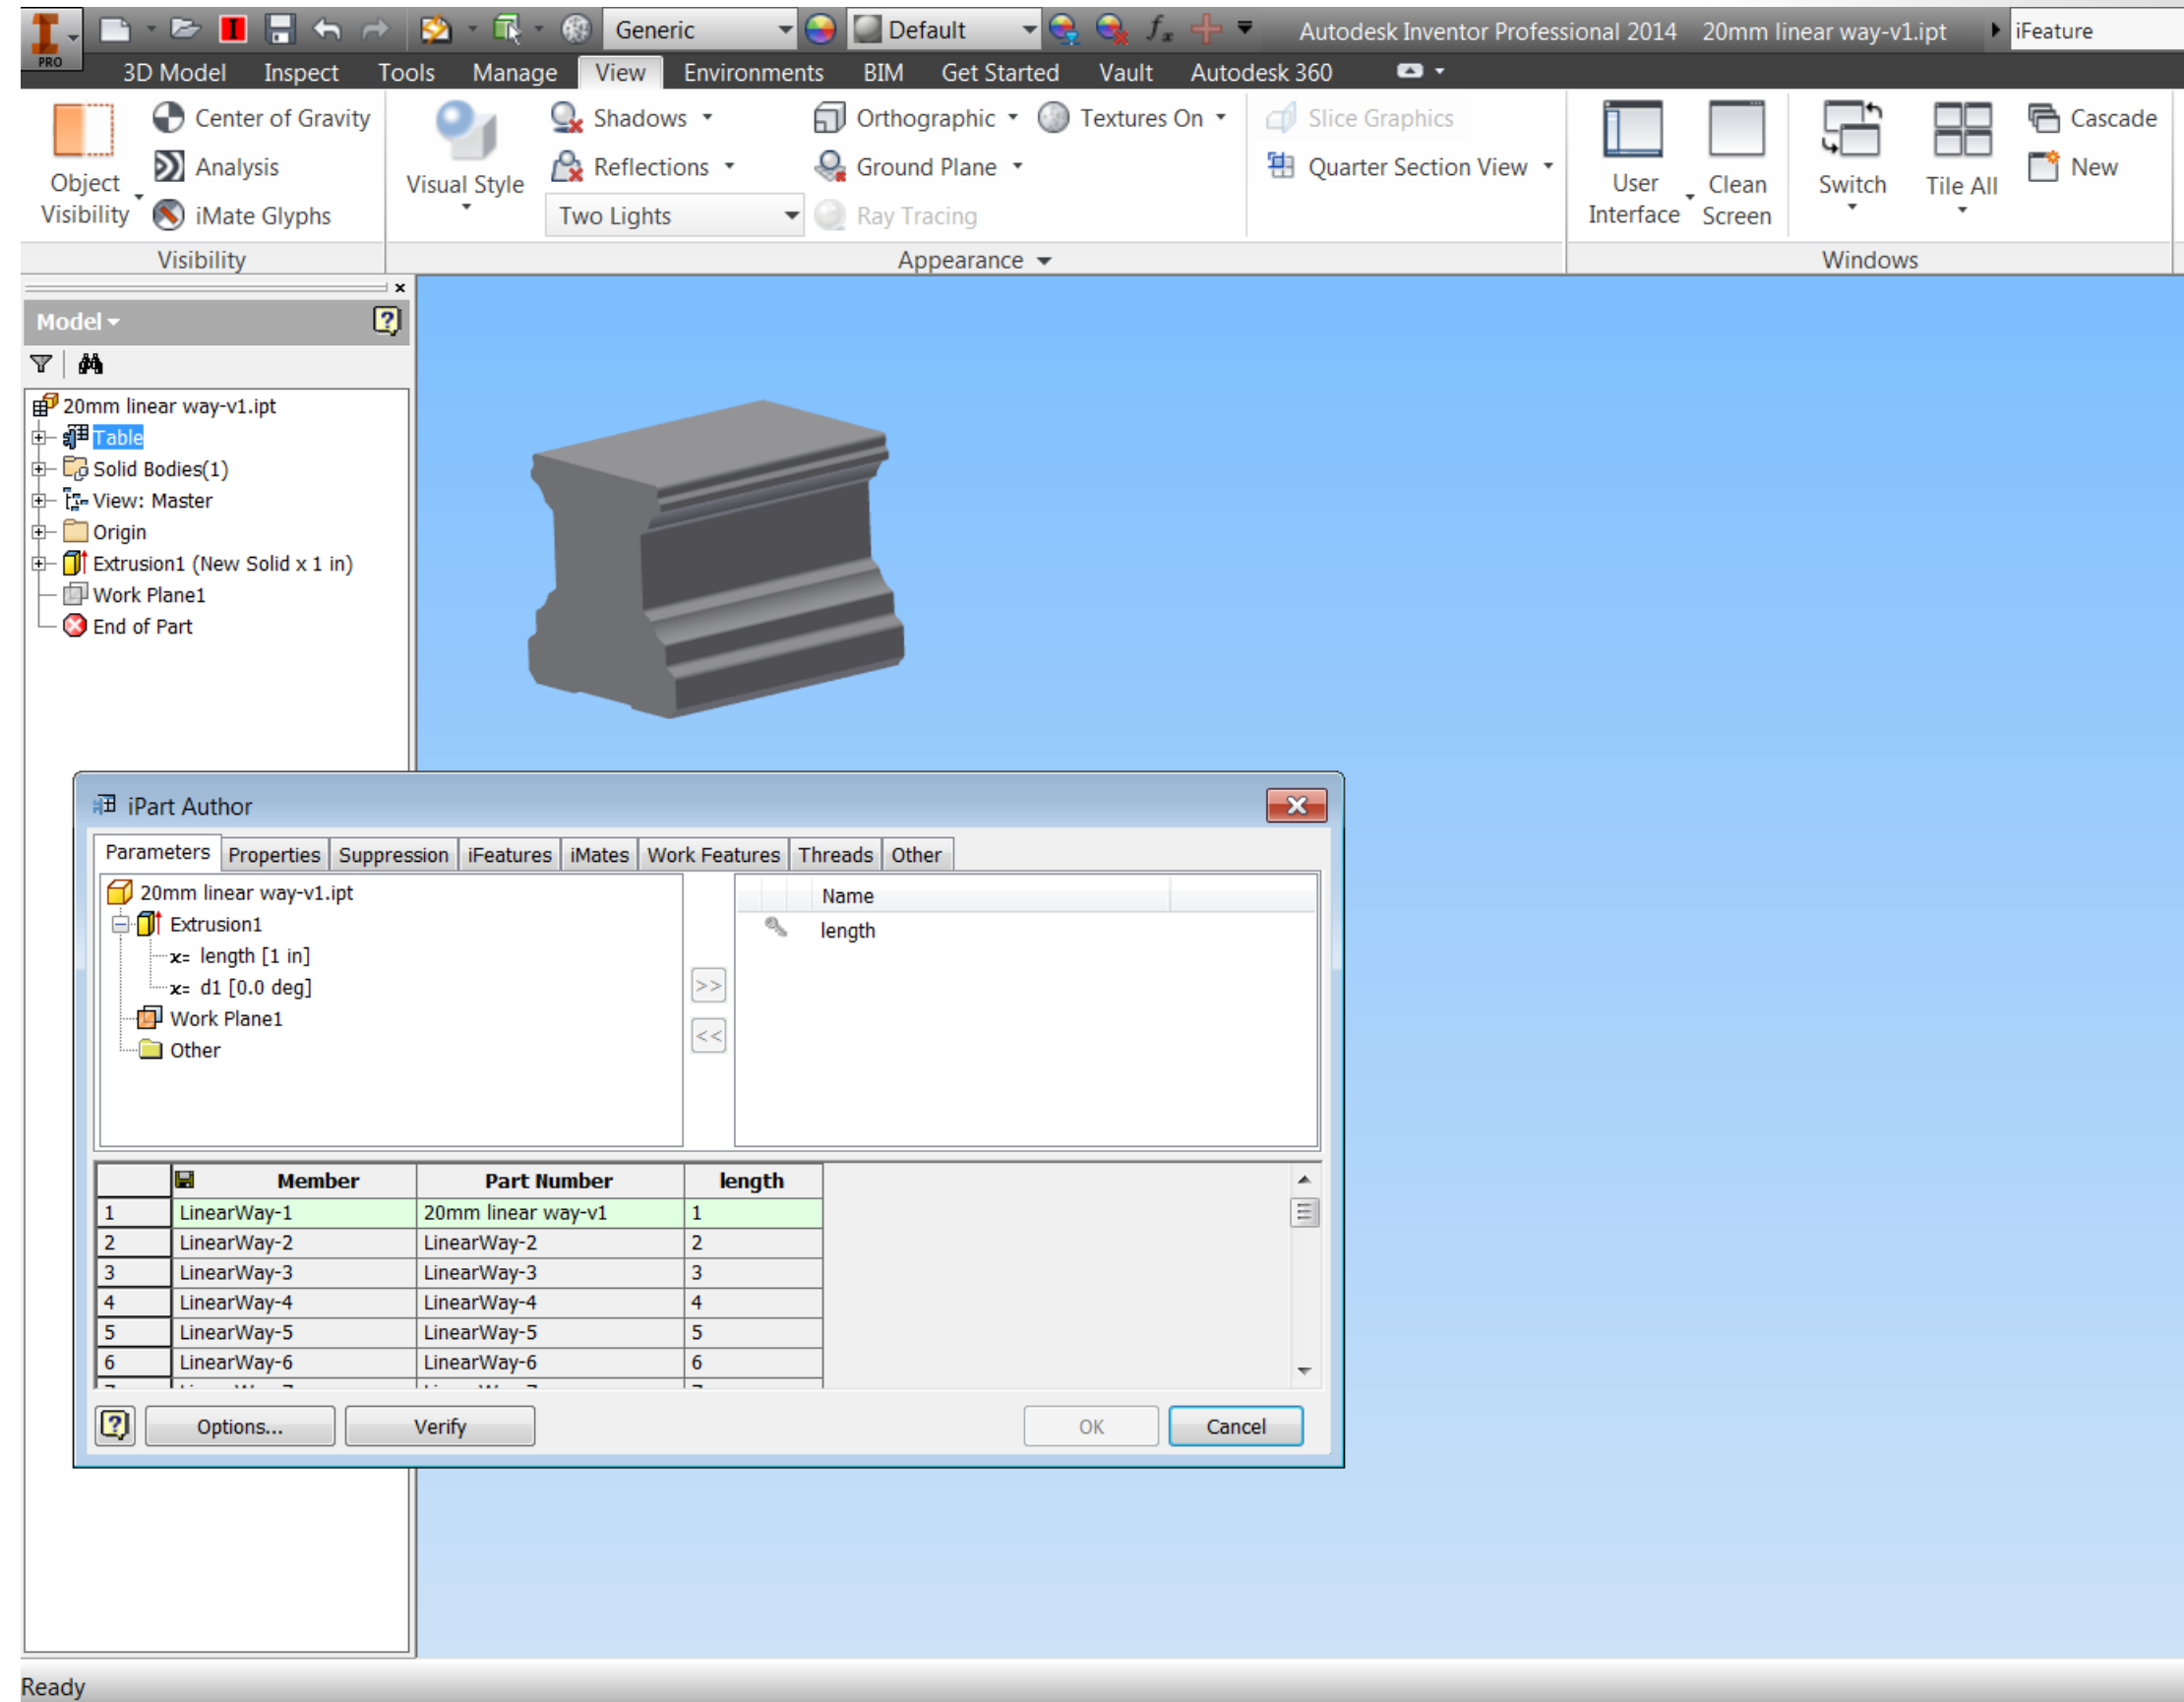 PRO
Generic
Default
Autodesk Inventor Professional 2014 20mm linear way-v1.ipt
iFeature
3D Model Inspect Tools Manage View Environments BIM Get Started Vault Autodesk 360
Center of Gravity
Analysis
iMate Glyphs
Object
Visibility
Visibility
Visual Style
Shadows
Reflections
Two Lights
Orthographic
Ground Plane
Ray Tracing
Textures On
Appearance
Slice Graphics
Quarter Section View
User
Interface
Clean
Screen
Switch
Tile All
Cascade
New
Windows
Model
20mm linear way-v1.ipt
Table
Solid Bodies(1)
View: Master
Origin
Extrusion1 (New Solid x 1 in)
Work Plane1
End of Part
iPart Author
Parameters Properties Suppression iFeatures iMates Work Features Threads Other
20mm linear way-v1.ipt
Extrusion1
x= length [1 in]
x= d1 [0.0 deg]
Work Plane1
Other
>>
<<
Name
length
Member Part Number length
1 LinearWay-1 20mm linear way-v1 1
2 LinearWay-2 LinearWay-2 2
3 LinearWay-3 LinearWay-3 3
4 LinearWay-4 LinearWay-4 4
5 LinearWay-5 LinearWay-5 5
6 LinearWay-6 LinearWay-6 6
Options... Verify OK Cancel
Ready